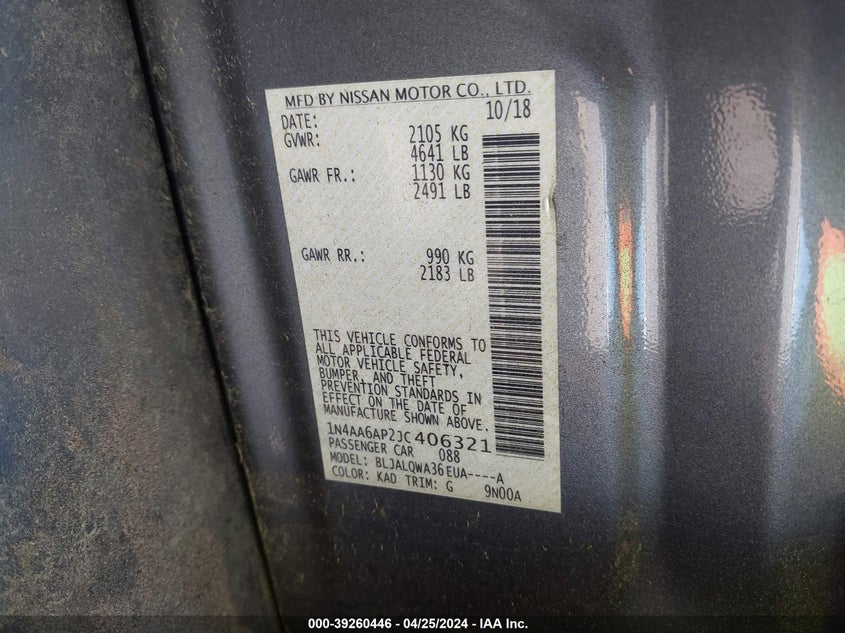 MFD BY NISSAN MOTOR CO., LTD.
DATE: 10/18
GVWR: 2105 KG
4641 LB
GAWR FR.: 1130 KG
2491 LB
GAWR RR.: 990 KG
2183 LB
THIS VEHICLE CONFORMS TO
ALL APPLICABLE FEDERAL
MOTOR VEHICLE SAFETY,
BUMPER, AND THEFT
PREVENTION STANDARDS IN
EFFECT ON THE DATE OF
MANUFACTURE SHOWN ABOVE.
1N4AA6AP2JC406321
PASSENGER CAR 088
MODEL: BLJALQWA36EUA----A
COLOR: KAD TRIM: G 9N00A
000-39260446 - 04/25/2024 - IAA Inc.